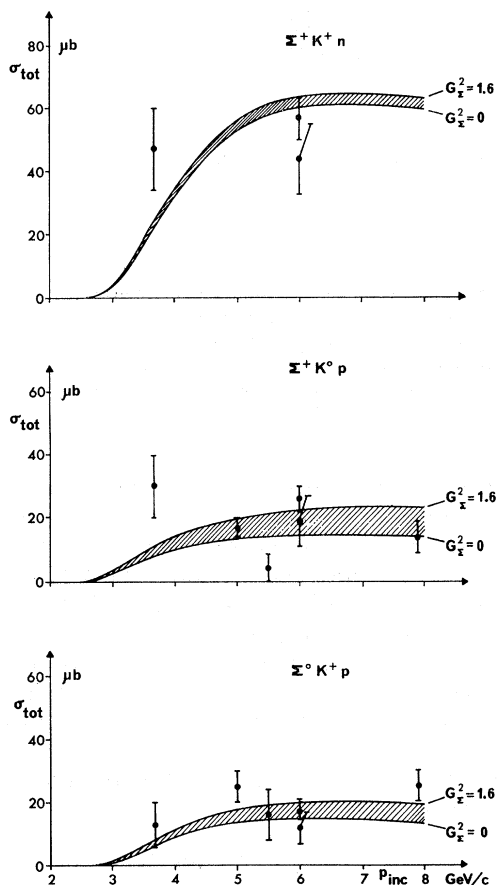 Σ⁺ K⁺ n
μb
σtot
80
60
40
20
0
G²Σ = 1.6
G²Σ = 0
Σ⁺ K° p
μb
σtot
60
40
20
0
G²Σ = 1.6
G²Σ = 0
Σ° K⁺ p
μb
σtot
60
40
20
0
G²Σ = 1.6
G²Σ = 0
2 3 4 5 6 7 8
Pinc GeV/c